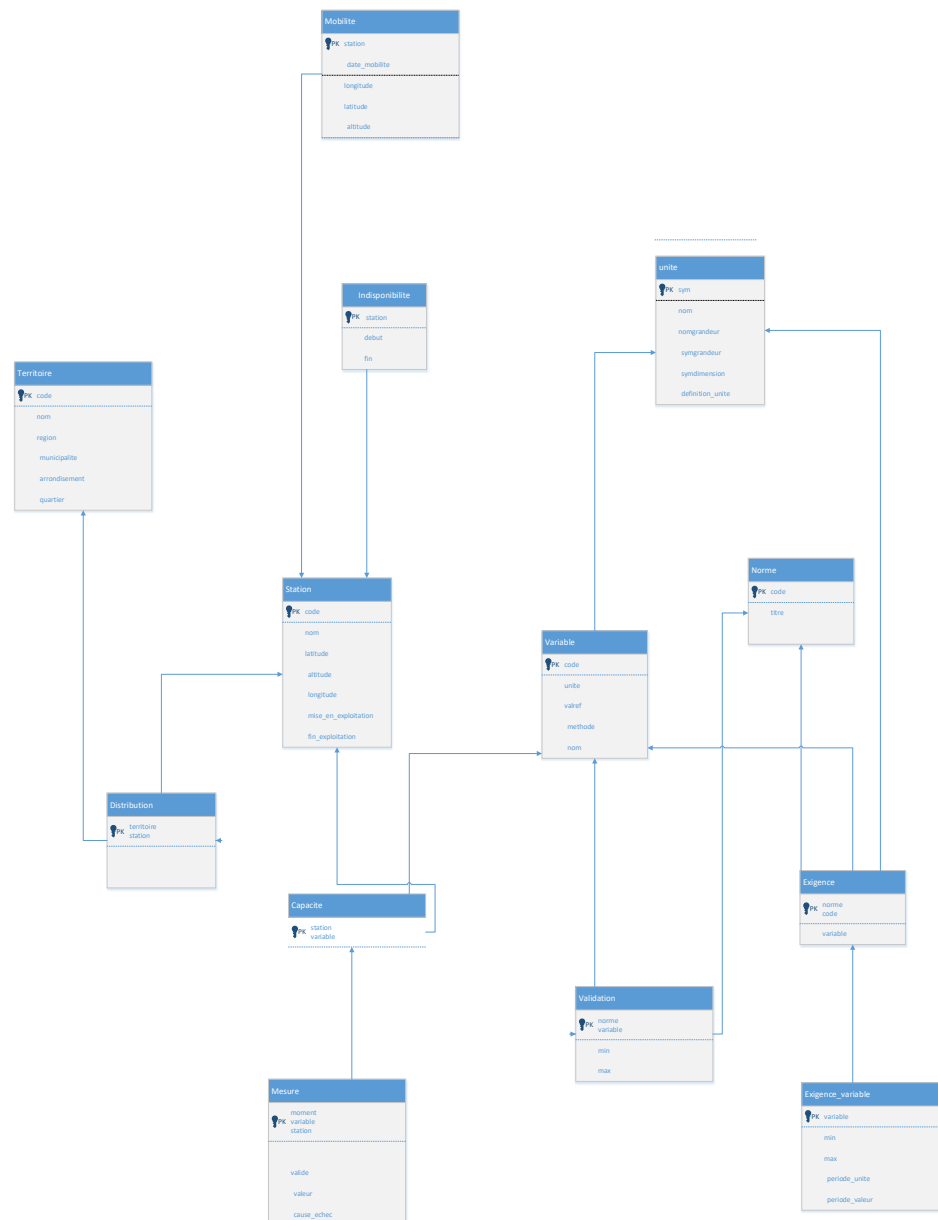 Mobilite
PK station
date_mobilite
longitude
latitude
altitude
unite
PK sym
nom
nomgrandeur
symgrandeur
symdimension
definition_unite
Indisponibilite
PK station
debut
fin
Territoire
PK code
nom
region
municipalite
arrondisement
quartier
Station
PK code
nom
latitude
altitude
longitude
mise_en_exploitation
fin_exploitation
Norme
PK code
titre
Variable
PK code
unite
valref
methode
nom
Distribution
PK territoire
station
Capacite
PK station
variable
Exigence
PK norme
code
variable
Validation
PK norme
variable
min
max
Mesure
moment
PK variable
station
valide
valeur
cause_echec
Exigence_variable
PK variable
min
max
periode_unite
periode_valeur